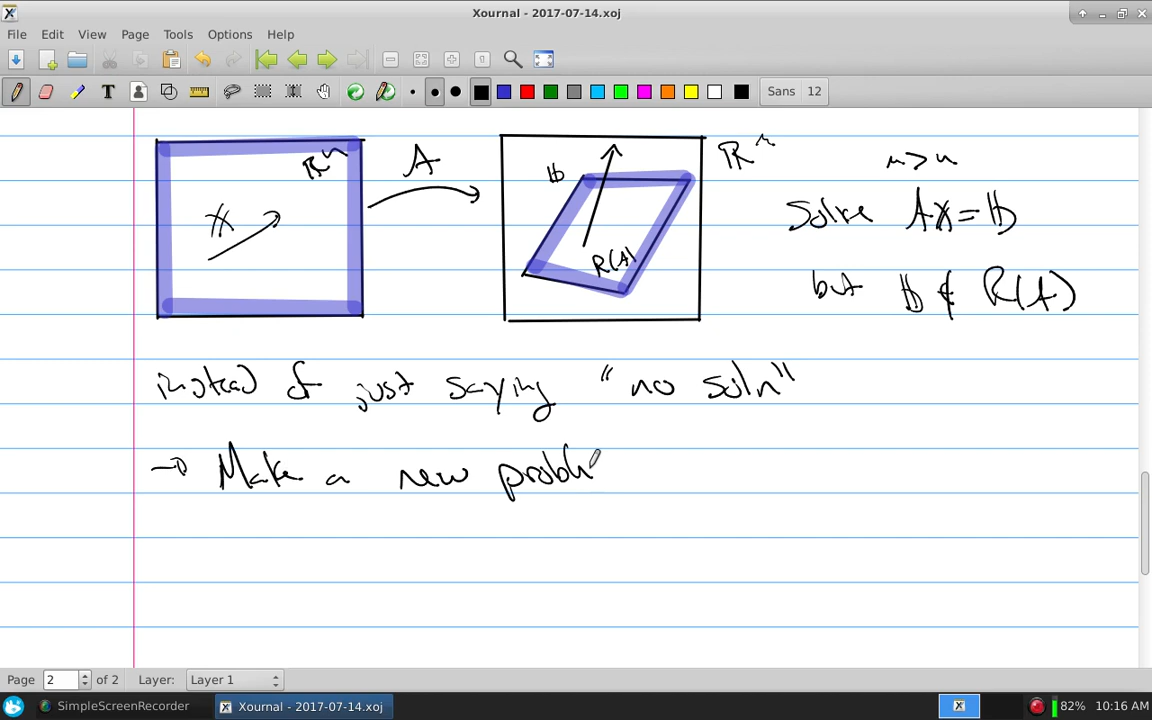 Xournal - 2017-07-14.xoj
File Edit View Page Tools Options Help
Sans 12
ℝⁿ A ℝᵐ m>n
𝕏 𝕓 Solve A𝕏=𝕓
R(A) but 𝕓 ∉ R(A)
instead of just saying "no soln"
→ Make a new probl
Page 2 of 2 Layer: Layer 1
SimpleScreenRecorder Xournal - 2017-07-14.xoj 82% 10:16 AM